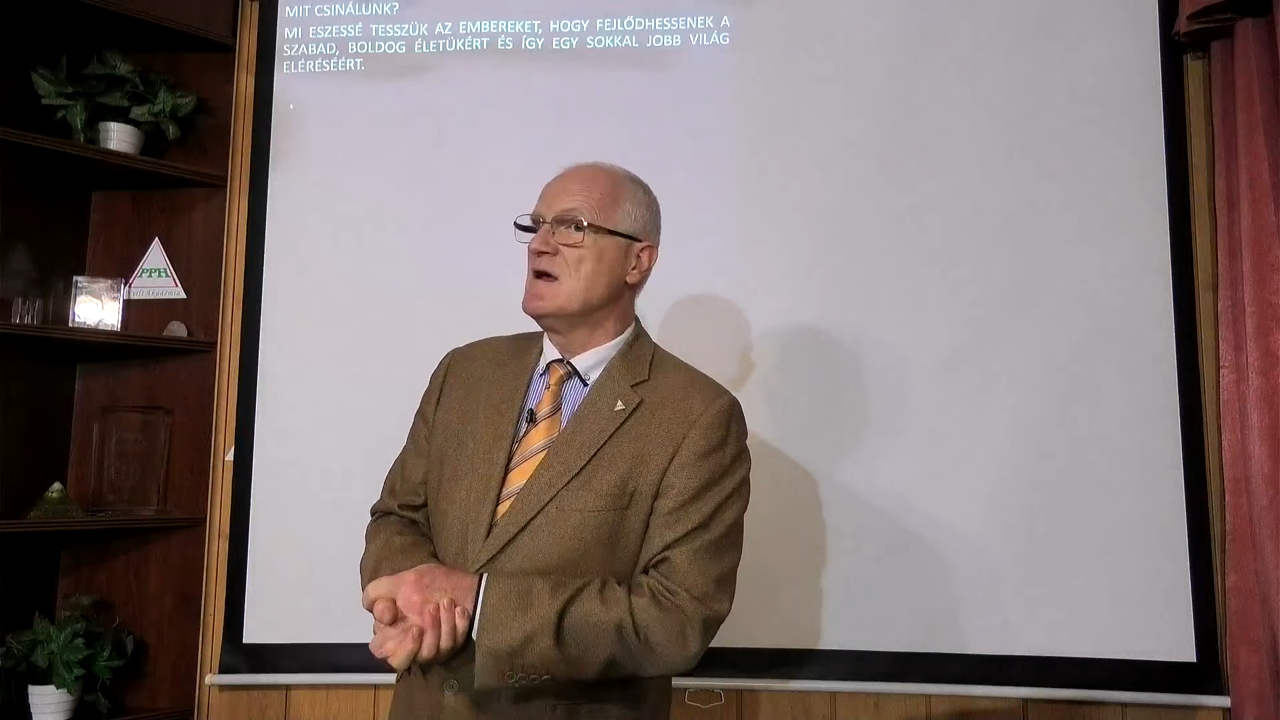 MIT CSINÁLUNK?
MI ESZESSÉ TESSZÜK AZ EMBEREKET, HOGY FEJLŐDHESSENEK A
SZABAD, BOLDOG ÉLETÜKÉRT ÉS ÍGY EGY SOKKAL JOBB VILÁG
ELÉRÉSÉÉRT.
PPH